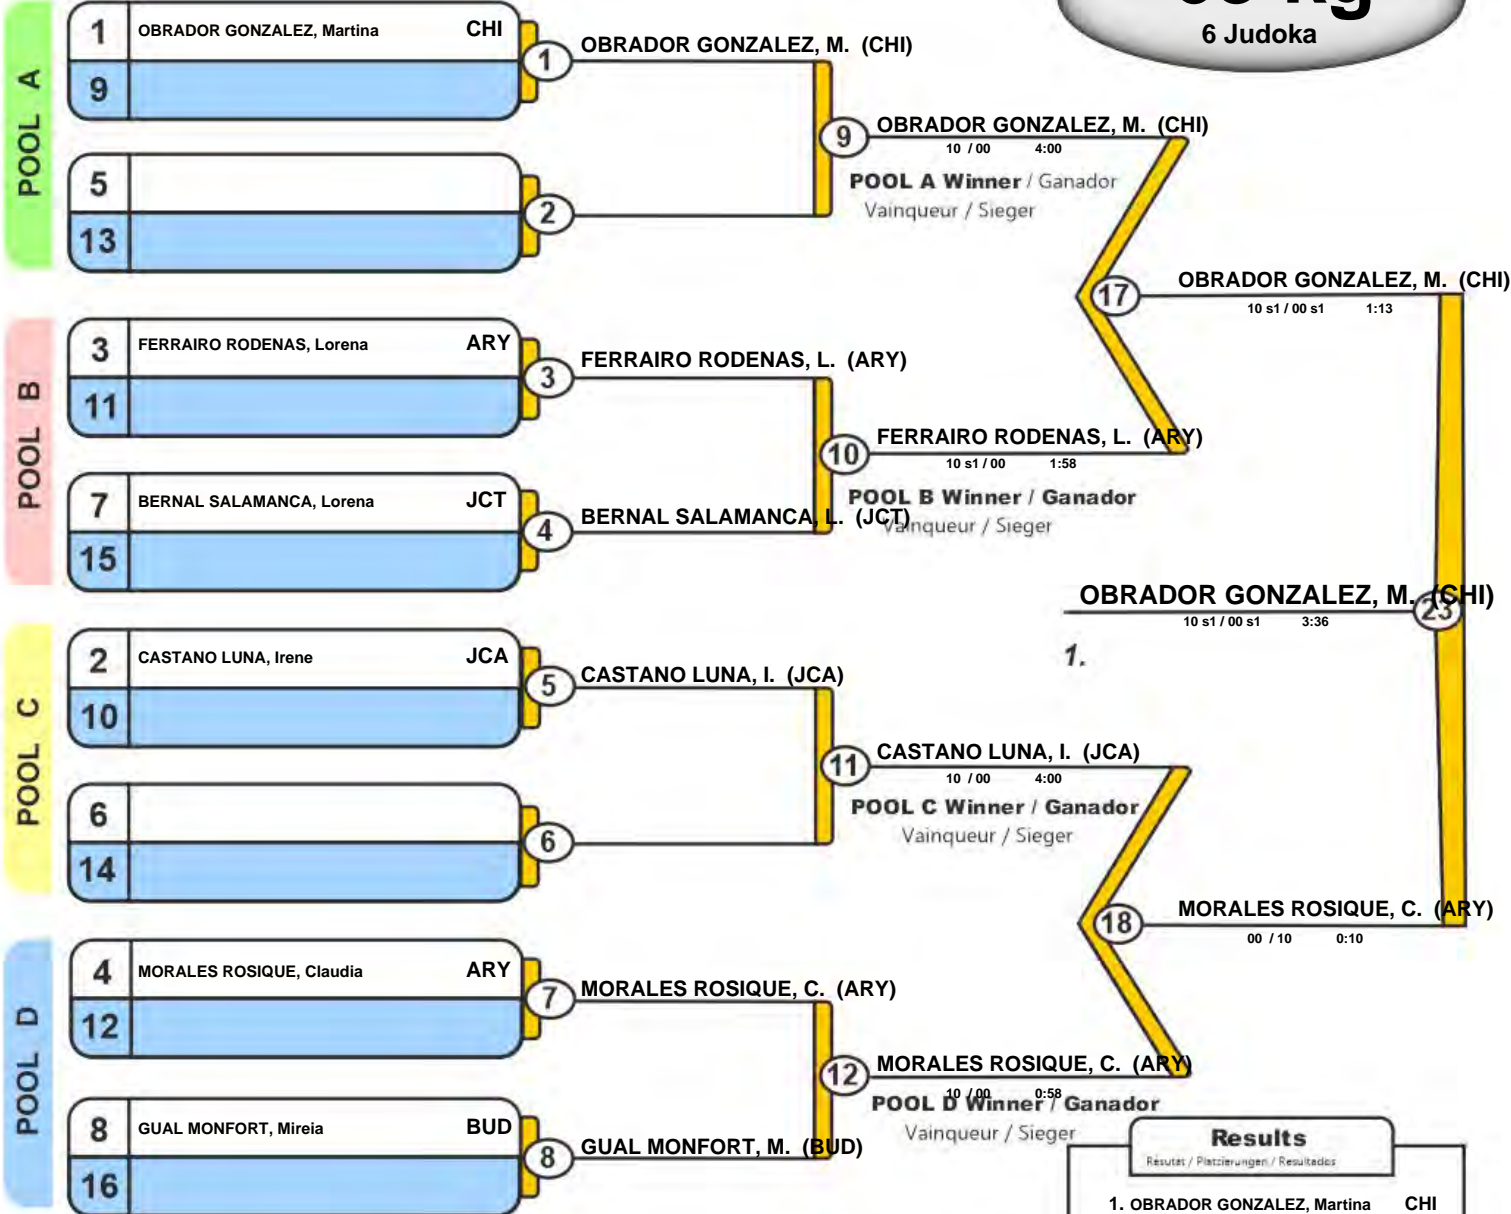 6 Judoka
POOL A
1 OBRADOR GONZALEZ, Martina CHI
9
5
13
1 OBRADOR GONZALEZ, M. (CHI)
2
9 OBRADOR GONZALEZ, M. (CHI)
10 / 00 4:00
POOL A Winner / Ganador
Vainqueur / Sieger
17 OBRADOR GONZALEZ, M. (CHI)
10 s1 / 00 s1 1:13
POOL B
3 FERRAIRO RODENAS, Lorena ARY
11
7 BERNAL SALAMANCA, Lorena JCT
15
3 FERRAIRO RODENAS, L. (ARY)
4 BERNAL SALAMANCA, L. (JCT)
10 FERRAIRO RODENAS, L. (ARY)
10 s1 / 00 1:58
POOL B Winner / Ganador
Vainqueur / Sieger
OBRADOR GONZALEZ, M. (CHI) 23
10 s1 / 00 s1 3:36
1.
POOL C
2 CASTANO LUNA, Irene JCA
10
6
14
5 CASTANO LUNA, I. (JCA)
6
11 CASTANO LUNA, I. (JCA)
10 / 00 4:00
POOL C Winner / Ganador
Vainqueur / Sieger
18 MORALES ROSIQUE, C. (ARY)
00 / 10 0:10
POOL D
4 MORALES ROSIQUE, Claudia ARY
12
8 GUAL MONFORT, Mireia BUD
16
7 MORALES ROSIQUE, C. (ARY)
8 GUAL MONFORT, M. (BUD)
12 MORALES ROSIQUE, C. (ARY)
10 / 00 0:58
POOL D Winner / Ganador
Vainqueur / Sieger
Results
Résutat / Platzierungen / Resultados
1. OBRADOR GONZALEZ, Martina CHI